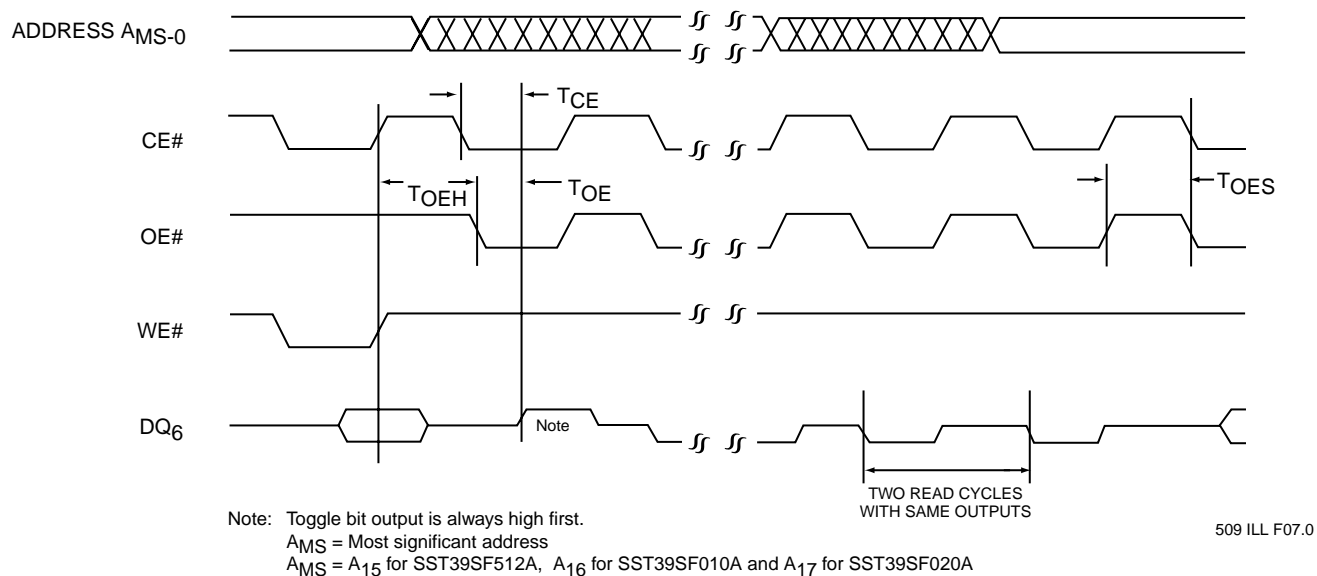 ADDRESS AMS-0
TCE
CE#
TOEH
TOE
TOES
OE#
WE#
DQ6
Note
TWO READ CYCLES
WITH SAME OUTPUTS
Note: Toggle bit output is always high first.
AMS = Most significant address
AMS = A15 for SST39SF512A, A16 for SST39SF010A and A17 for SST39SF020A
509 ILL F07.0